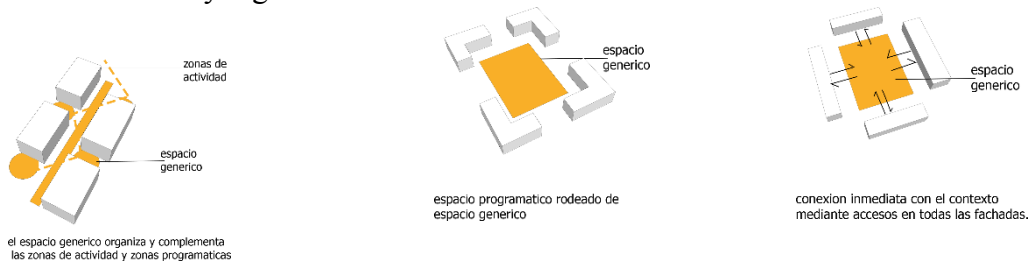 zonas de
actividad
espacio
generico
el espacio generico organiza y complementa
las zonas de actividad y zonas programaticas
espacio
generico
espacio programatico rodeado de
espacio generico
espacio
generico
conexion inmediata con el contexto
mediante accesos en todas las fachadas.